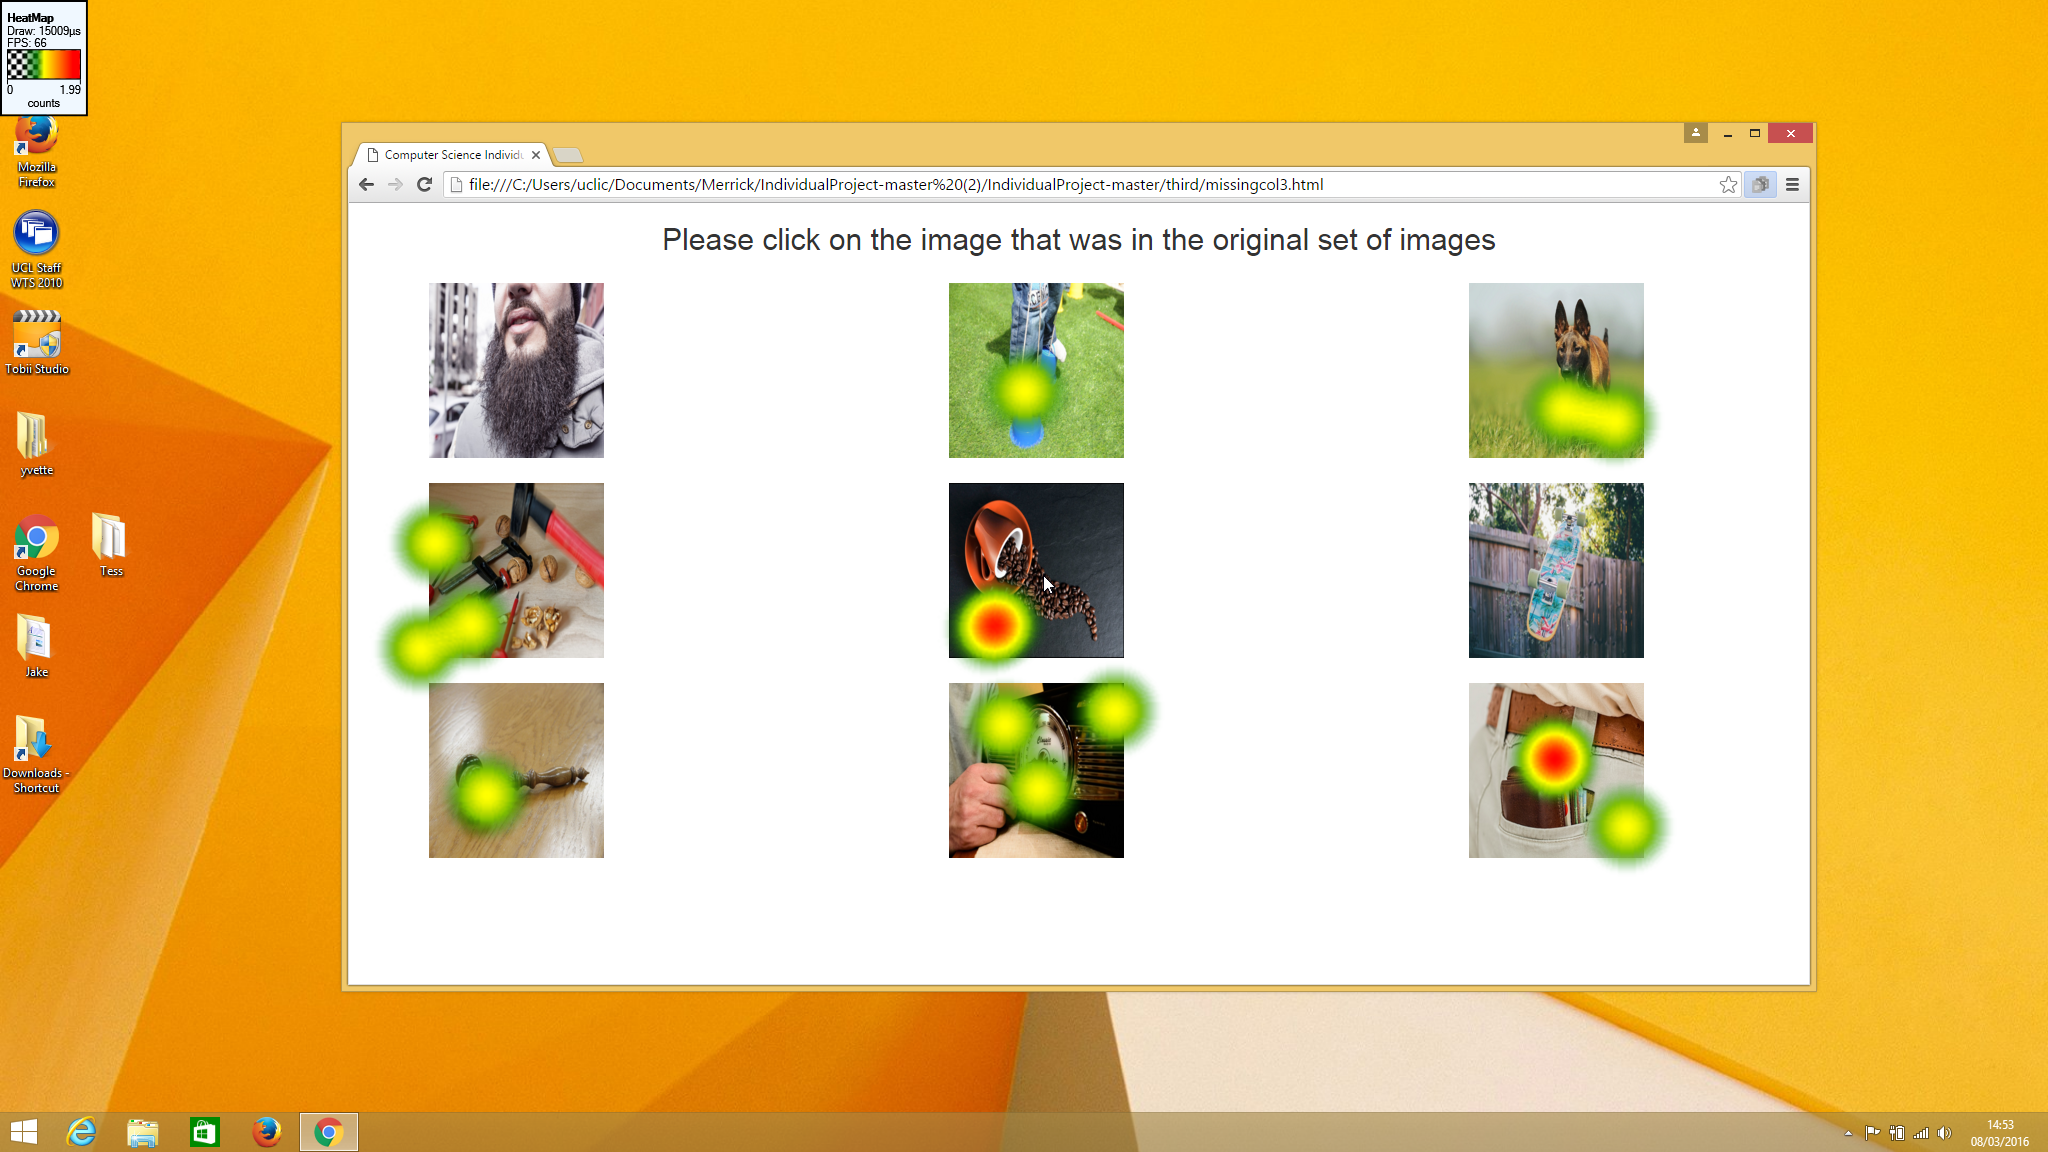 HeatMap
Draw: 15009µs
FPS: 66
0 1.99
counts
Mozilla
Firefox
UCL Staff
WTS 2010
Tobii Studio
yvette
Google
Chrome
Tess
Jake
Downloads -
Shortcut
Computer Science Individu
file:///C:/Users/uclic/Documents/Merrick/IndividualProject-master%20(2)/IndividualProject-master/third/missingcol3.html
Please click on the image that was in the original set of images
Classic
14:53
08/03/2016